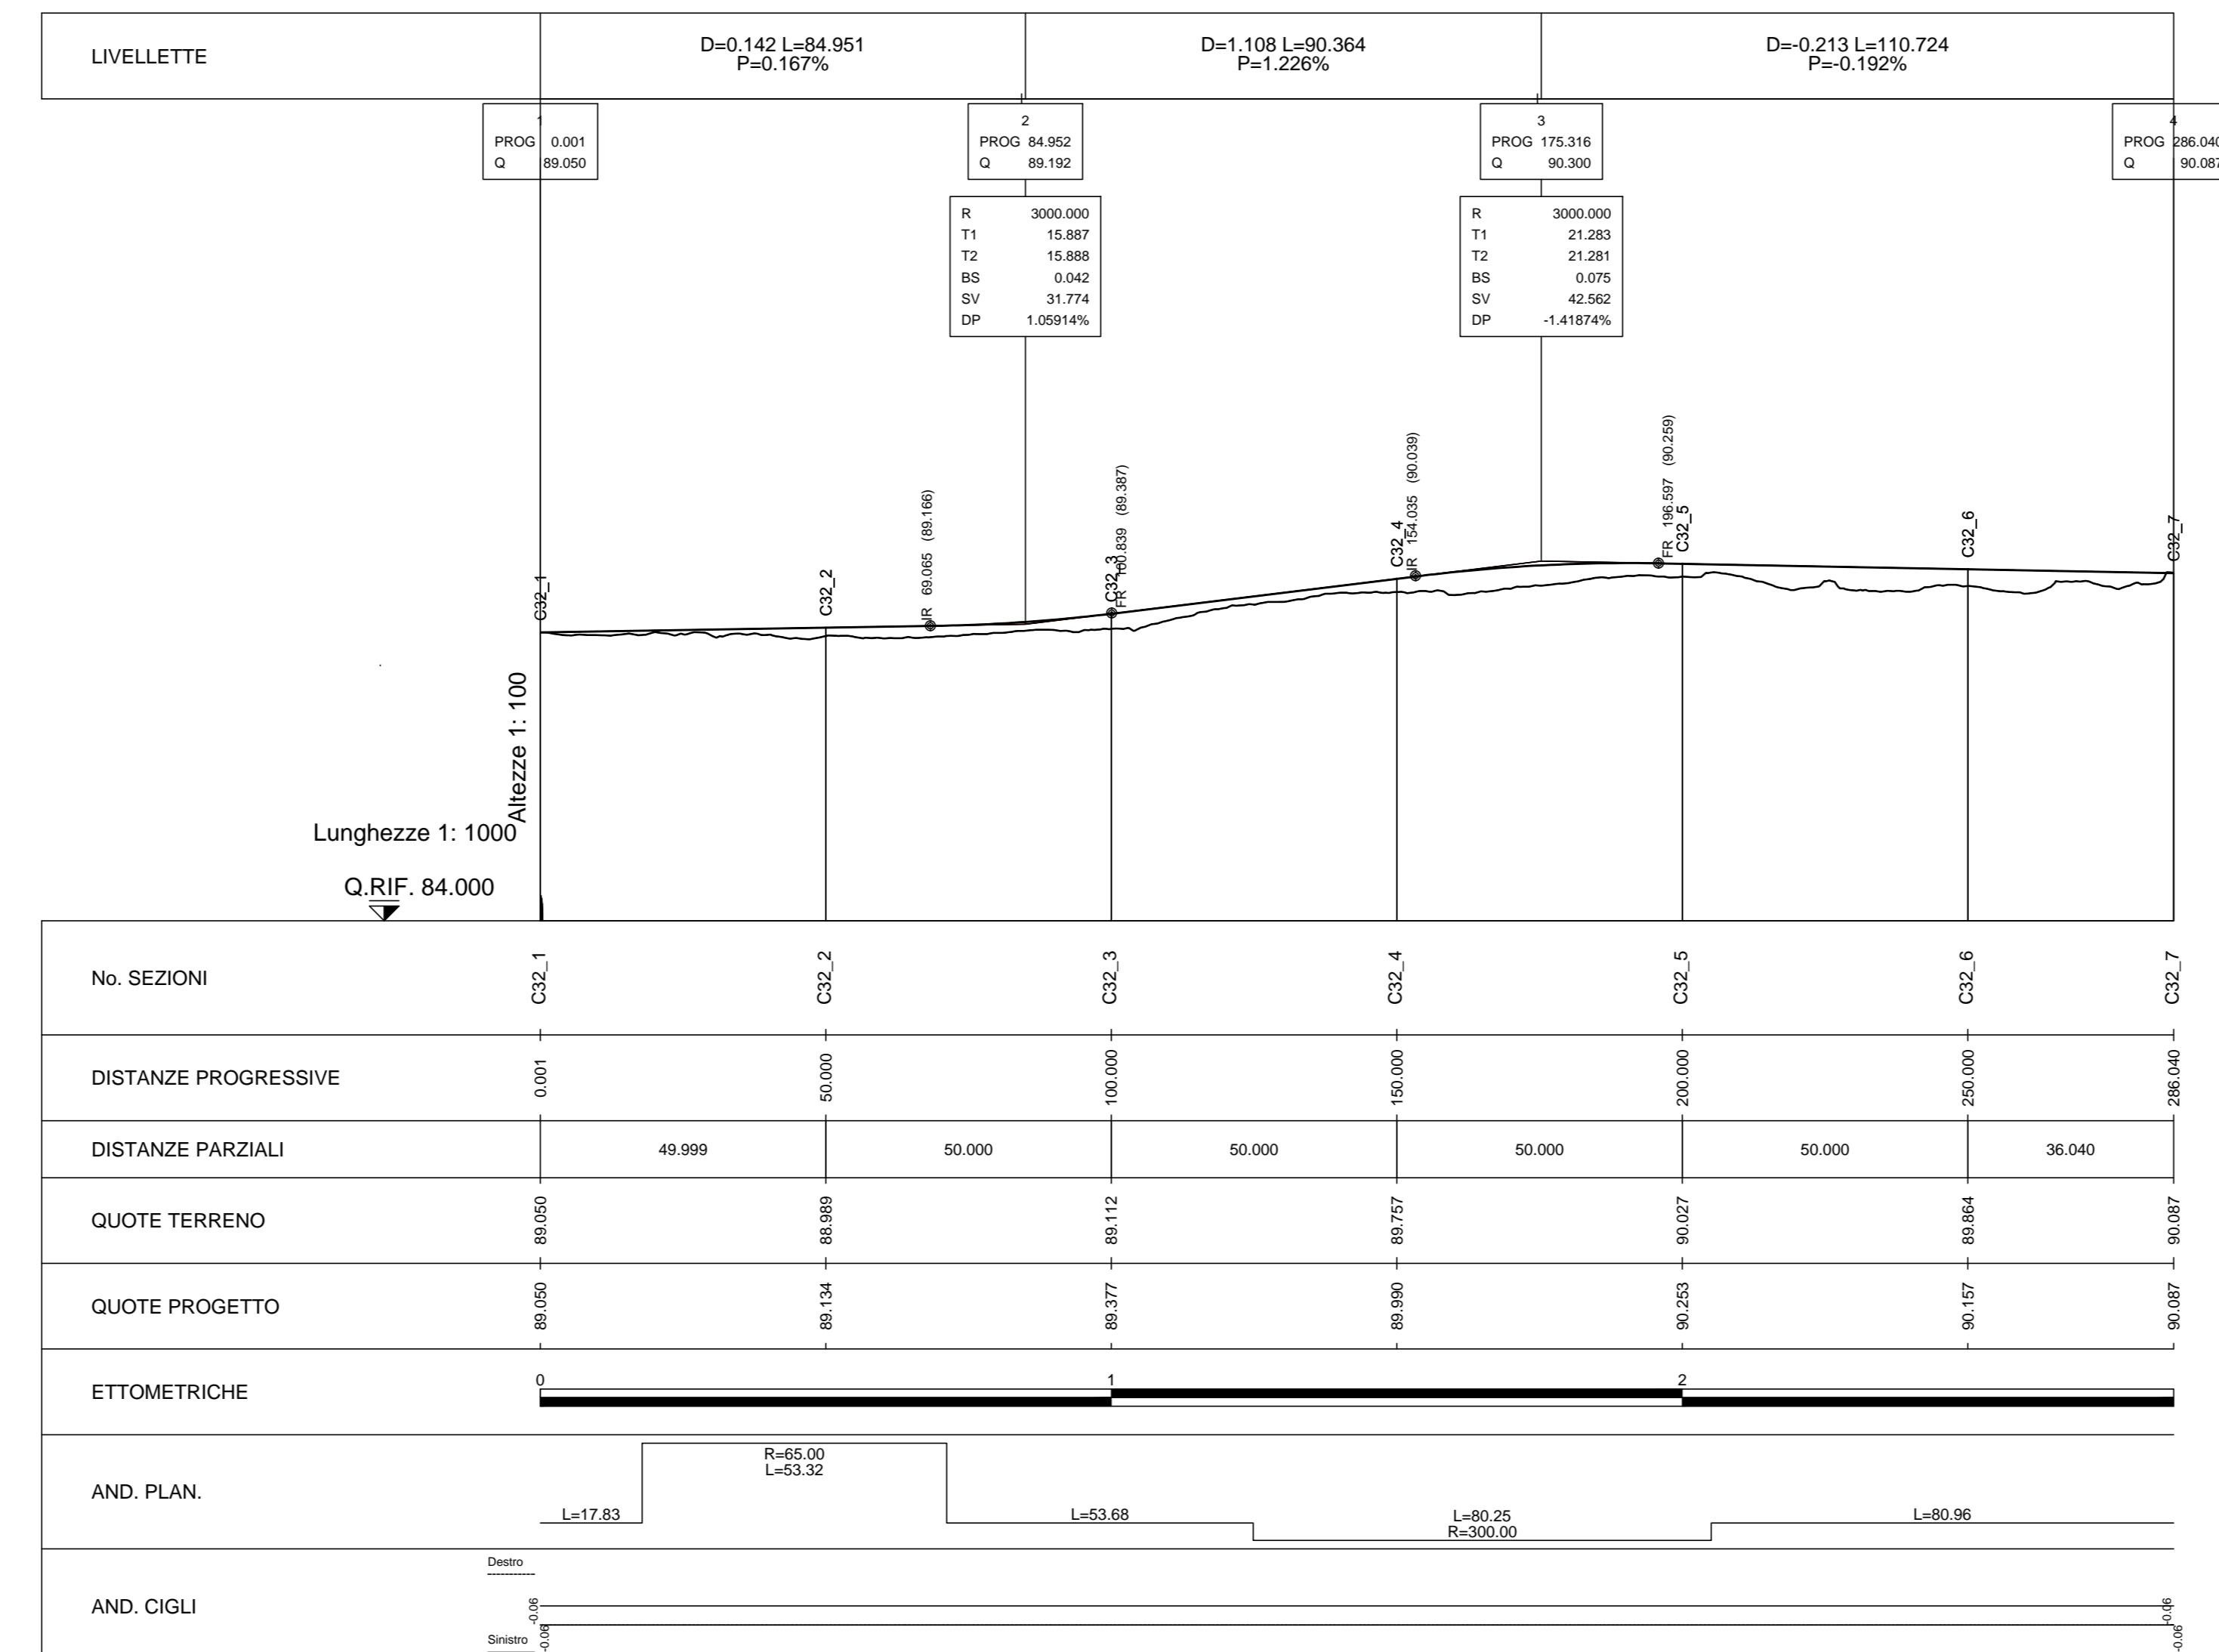 LIVELLETTE
D=0.142 L=84.951
P=0.167%
D=1.108 L=90.364
P=1.226%
D=-0.213 L=110.724
P=-0.192%
1
PROG 0.001
Q 89.050
2
PROG 84.952
Q 89.192
3
PROG 175.316
Q 90.300
4
PROG 286.040
Q 90.087
R 3000.000
T1 15.887
T2 15.888
BS 0.042
SV 31.774
DP 1.05914%
R 3000.000
T1 21.283
T2 21.281
BS 0.075
SV 42.562
DP -1.41874%
C32_1
C32_2
IR 69.065 (89.166)
C32_3
FR 100.839 (89.387)
C32_4
IR 154.035 (90.039)
FR 196.597 (90.259)
C32_5
C32_6
C32_7
Altezze 1: 100
Lunghezze 1: 1000
Q.RIF. 84.000
No. SEZIONI
C32_1
C32_2
C32_3
C32_4
C32_5
C32_6
C32_7
DISTANZE PROGRESSIVE
0.001
50.000
100.000
150.000
200.000
250.000
286.040
DISTANZE PARZIALI
49.999
50.000
50.000
50.000
50.000
36.040
QUOTE TERRENO
89.050
88.989
89.112
89.757
90.027
89.864
90.087
QUOTE PROGETTO
89.050
89.134
89.377
89.990
90.253
90.157
90.087
ETTOMETRICHE
0
1
2
AND. PLAN.
L=17.83
R=65.00
L=53.32
L=53.68
L=80.25
R=300.00
L=80.96
AND. CIGLI
Destro
-0.06
-0.06
Sinistro
-0.06
-0.06